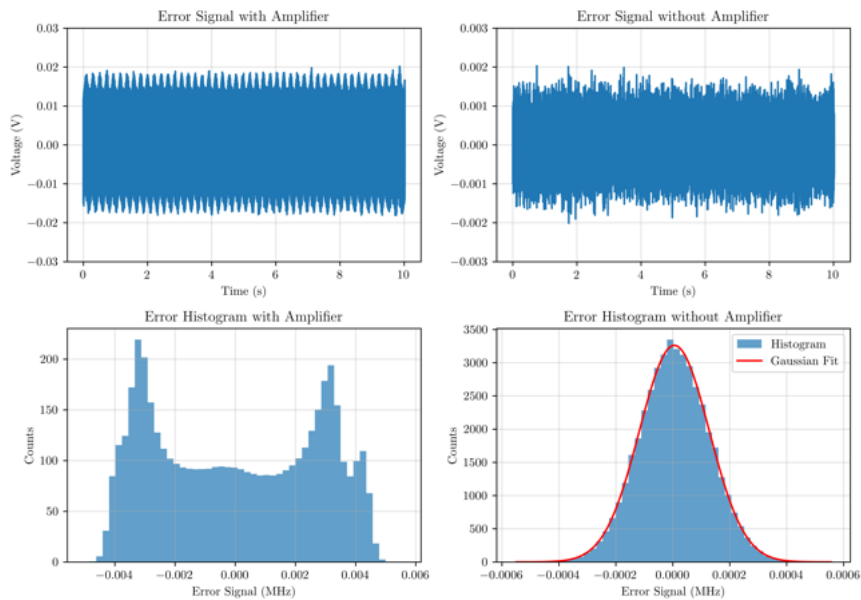 Error Signal with Amplifier
0.03
0.02
0.01
0.00
−0.01
−0.02
−0.03
Voltage (V)
0 2 4 6 8 10
Time (s)
Error Signal without Amplifier
0.003
0.002
0.001
0.000
−0.001
−0.002
−0.003
Voltage (V)
0 2 4 6 8 10
Time (s)
Error Histogram with Amplifier
200
150
100
50
0
Counts
−0.004 −0.002 0.000 0.002 0.004 0.006
Error Signal (MHz)
Error Histogram without Amplifier
3500
3000
2500
2000
1500
1000
500
0
Counts
Histogram
Gaussian Fit
−0.0006 −0.0004 −0.0002 0.0000 0.0002 0.0004 0.0006
Error Signal (MHz)